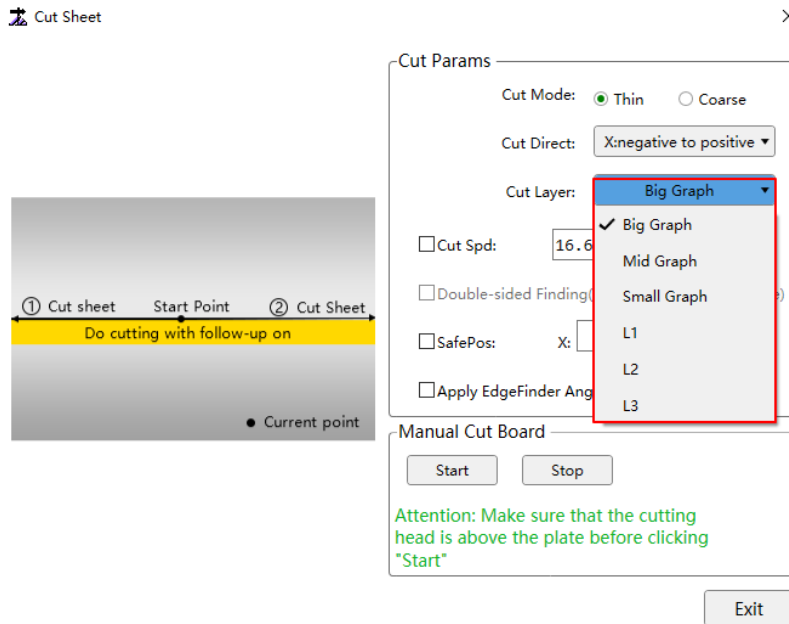 Cut Sheet
Cut Params
Cut Mode: Thin Coarse
Cut Direct: X:negative to positive
Cut Layer: Big Graph
Big Graph
Mid Graph
Small Graph
L1
L2
L3
Cut Spd: 16.6
Double-sided Finding(
SafePos: X:
Apply EdgeFinder Ang
① Cut sheet Start Point ② Cut Sheet
Do cutting with follow-up on
Current point
Manual Cut Board
Start Stop
Attention: Make sure that the cutting
head is above the plate before clicking
"Start"
Exit